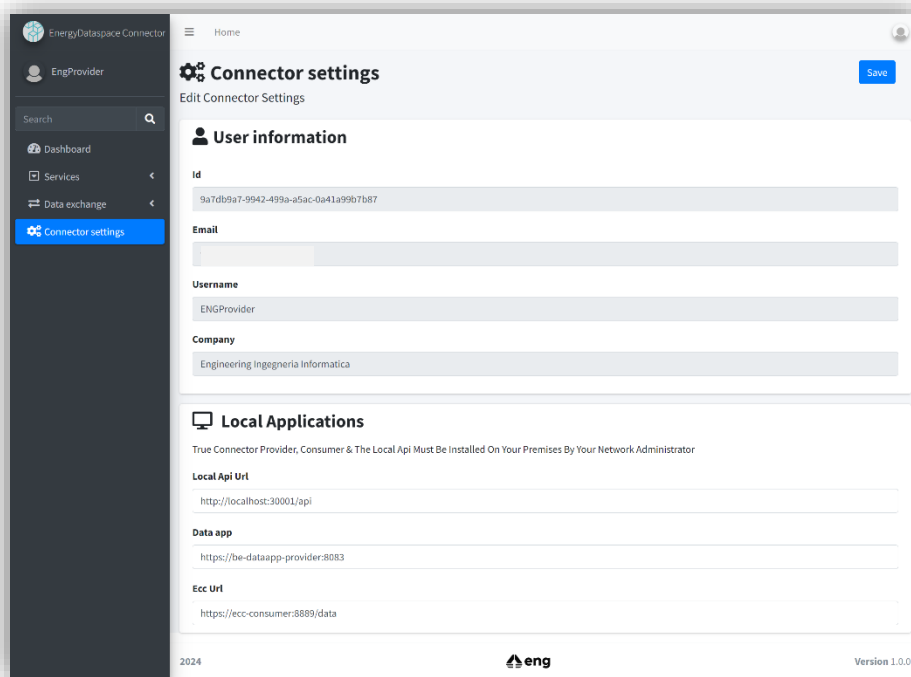 EnergyDataspace Connector
Home
EngProvider
Search
Dashboard
Services
Data exchange
Connector settings
Connector settings
Save
Edit Connector Settings
User information
Id
9a7db9a7-9942-499a-a5ac-0a41a99b7b87
Email
Username
ENGProvider
Company
Engineering Ingegneria Informatica
Local Applications
True Connector Provider, Consumer & The Local Api Must Be Installed On Your Premises By Your Network Administrator
Local Api Url
http://localhost:30001/api
Data app
https://be-dataapp-provider:8083
Ecc Url
https://ecc-consumer:8889/data
2024
eng
Version 1.0.0